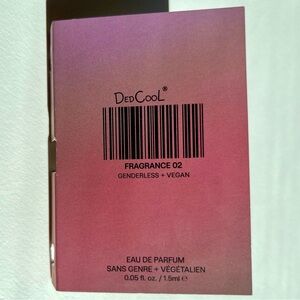 DEDCOOL®
FRAGRANCE 02
GENDERLESS + VEGAN
EAU DE PARFUM
SANS GENRE + VÉGÉTALIEN
0.05 fl. oz. / 1.5ml ℮